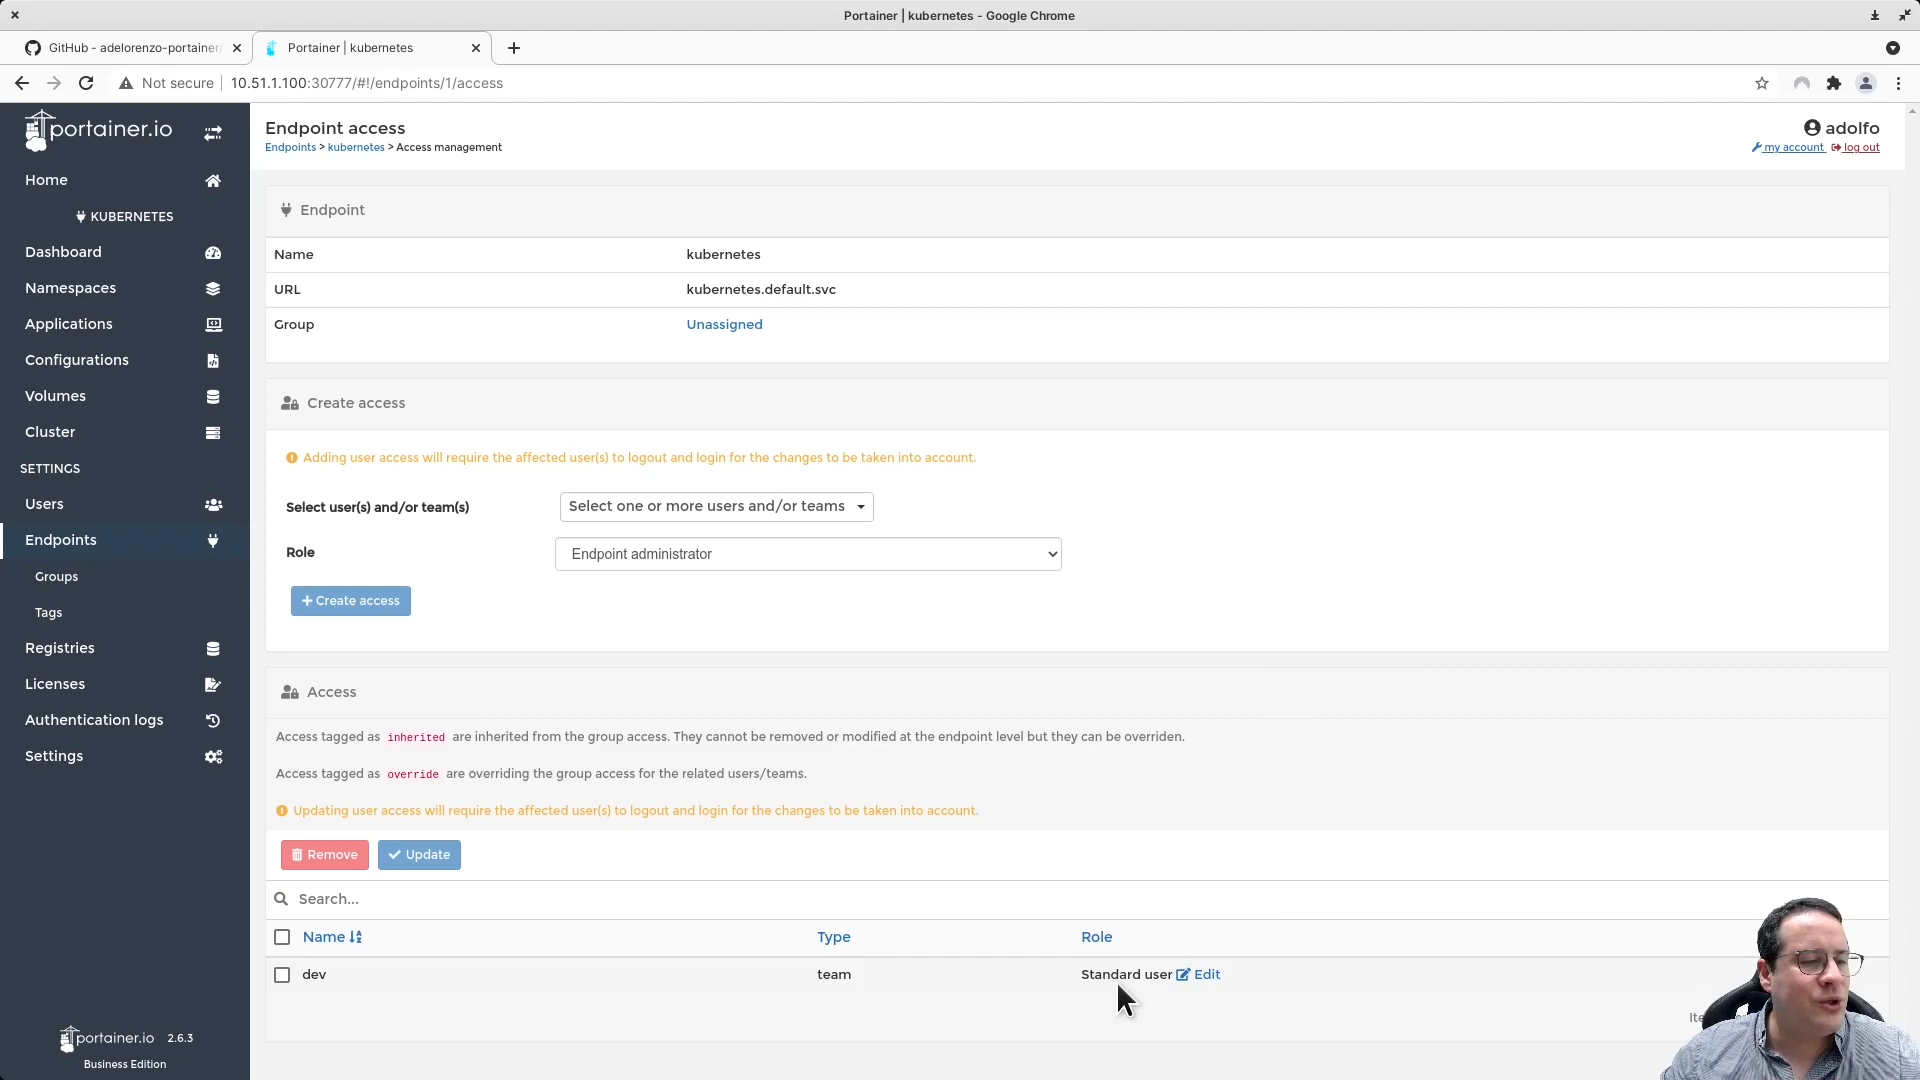 Portainer | kubernetes - Google Chrome
GitHub - adelorenzo-portainer/
Portainer | kubernetes
Not secure
10.51.1.100:30777/#!/endpoints/1/access
portainer.io
Home
KUBERNETES
Dashboard
Namespaces
Applications
Configurations
Volumes
Cluster
SETTINGS
Users
Endpoints
Groups
Tags
Registries
Licenses
Authentication logs
Settings
portainer.io 2.6.3
Business Edition
Endpoint access
Endpoints > kubernetes > Access management
adolfo
my account log out
Endpoint
Name kubernetes
URL kubernetes.default.svc
Group Unassigned
Create access
Adding user access will require the affected user(s) to logout and login for the changes to be taken into account.
Select user(s) and/or team(s) Select one or more users and/or teams
Role Endpoint administrator
+ Create access
Access
Access tagged as inherited are inherited from the group access. They cannot be removed or modified at the endpoint level but they can be overriden.
Access tagged as override are overriding the group access for the related users/teams.
Updating user access will require the affected user(s) to logout and login for the changes to be taken into account.
Remove Update
Search...
Name Type Role
dev team Standard user Edit